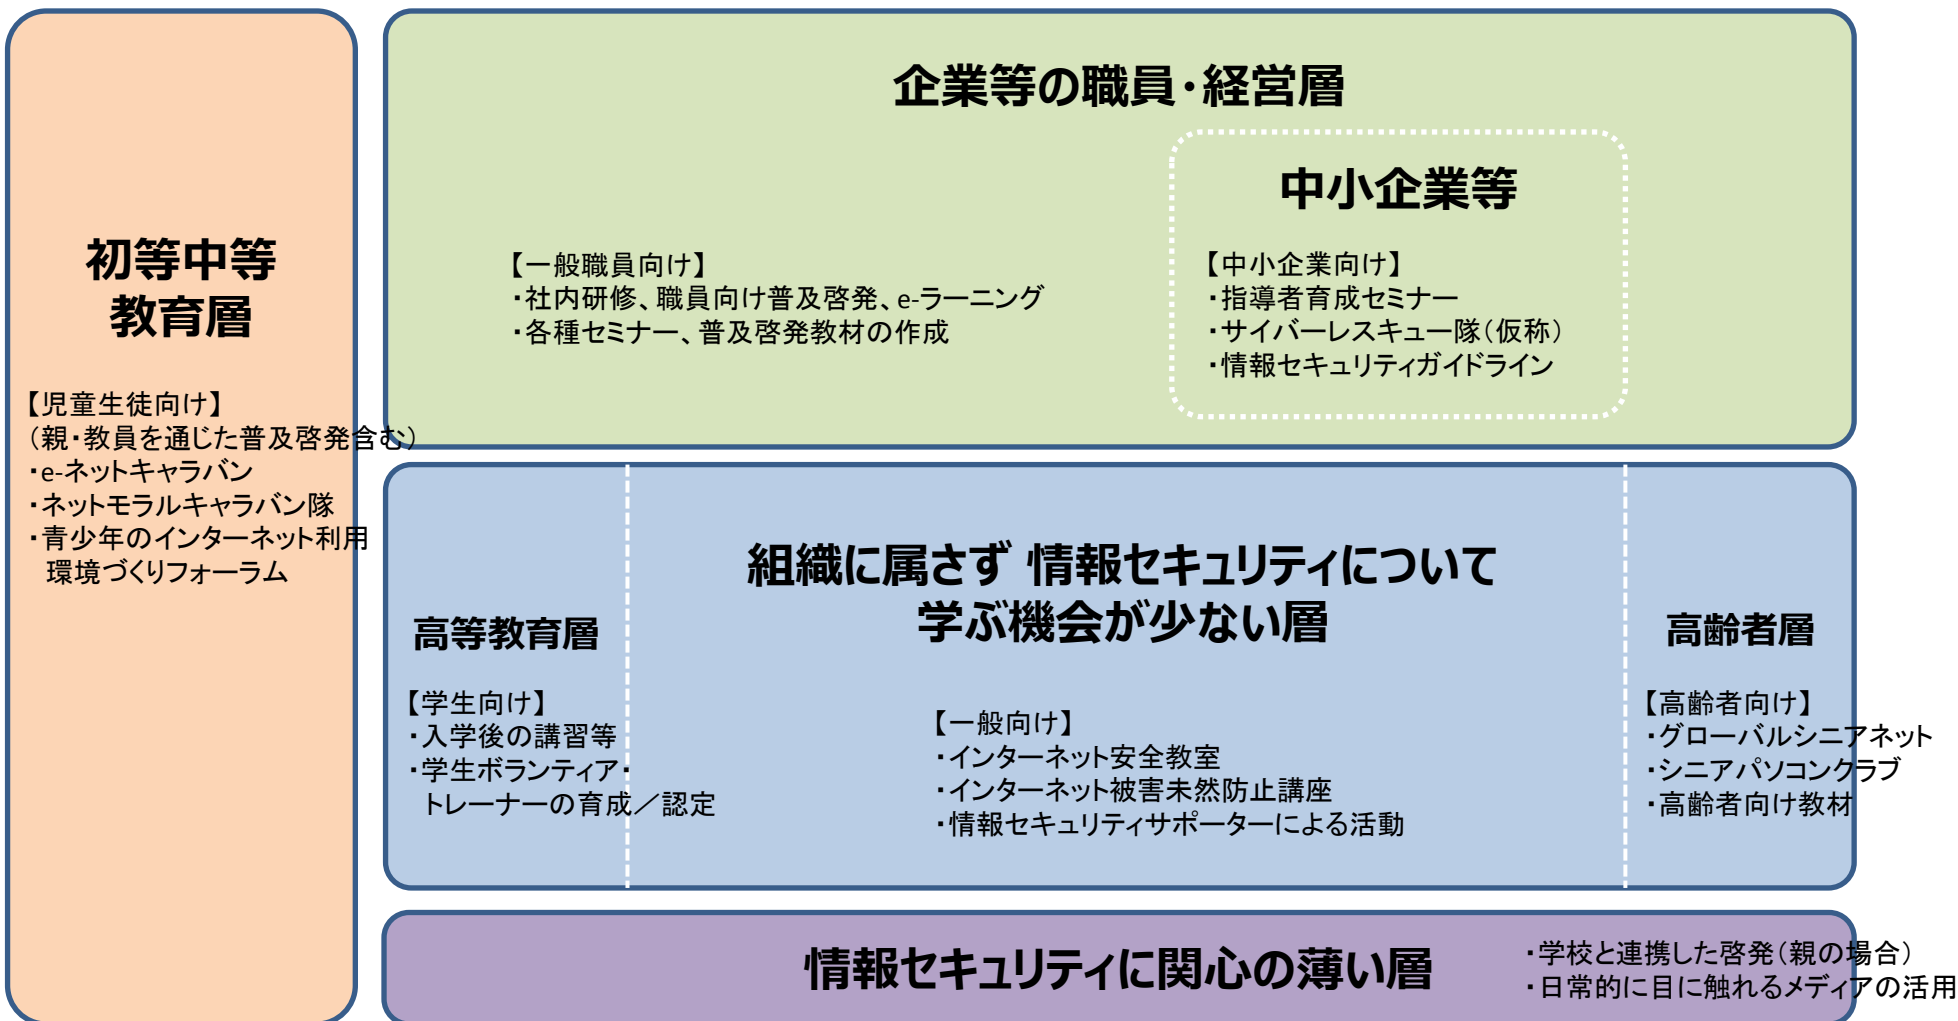 初等中等
教育層
【児童生徒向け】
（親・教員を通じた普及啓発含む）
・e-ネットキャラバン
・ネットモラルキャラバン隊
・青少年のインターネット利用
環境づくりフォーラム
企業等の職員・経営層
【一般職員向け】
・社内研修、職員向け普及啓発、e-ラーニング
・各種セミナー、普及啓発教材の作成
中小企業等
【中小企業向け】
・指導者育成セミナー
・サイバーレスキュー隊（仮称）
・情報セキュリティガイドライン
高等教育層
【学生向け】
・入学後の講習等
・学生ボランティア・
トレーナーの育成／認定
組織に属さず 情報セキュリティについて
学ぶ機会が少ない層
【一般向け】
・インターネット安全教室
・インターネット被害未然防止講座
・情報セキュリティサポーターによる活動
高齢者層
【高齢者向け】
・グローバルシニアネット
・シニアパソコンクラブ
・高齢者向け教材
情報セキュリティに関心の薄い層
・学校と連携した啓発（親の場合）
・日常的に目に触れるメディアの活用